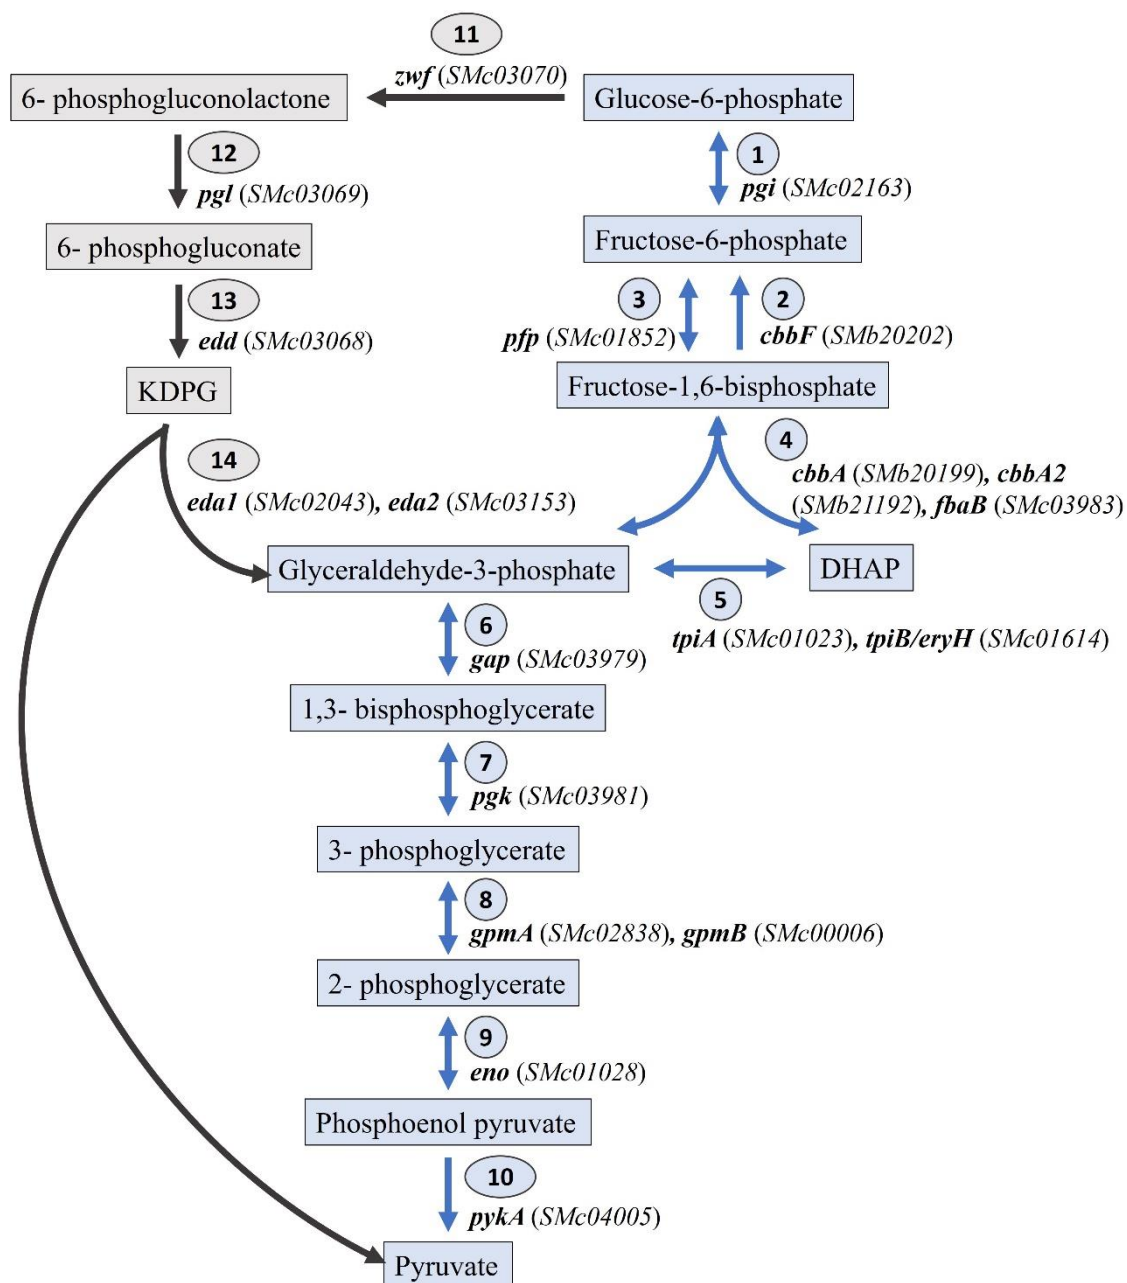 11
zwf (SMc03070)
6- phosphogluconolactone
Glucose-6-phosphate
12
pgl (SMc03069)
1
pgi (SMc02163)
6- phosphogluconate
Fructose-6-phosphate
13
edd (SMc03068)
3
pfp (SMc01852)
2
cbbF (SMb20202)
KDPG
Fructose-1,6-bisphosphate
14
eda1 (SMc02043), eda2 (SMc03153)
4
cbbA (SMb20199), cbbA2
(SMb21192), fbaB (SMc03983)
Glyceraldehyde-3-phosphate
DHAP
5
tpiA (SMc01023), tpiB/eryH (SMc01614)
6
gap (SMc03979)
1,3- bisphosphoglycerate
7
pgk (SMc03981)
3- phosphoglycerate
8
gpmA (SMc02838), gpmB (SMc00006)
2- phosphoglycerate
9
eno (SMc01028)
Phosphoenol pyruvate
10
pykA (SMc04005)
Pyruvate